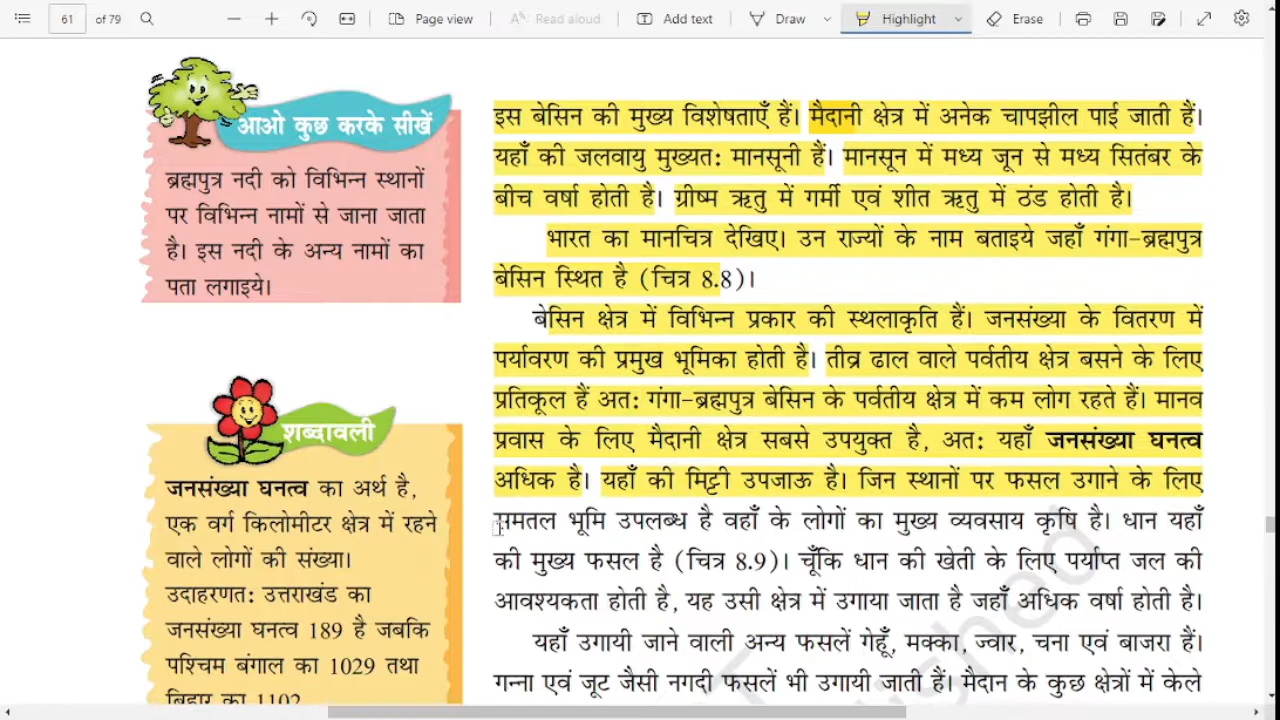 61
of 79
Page view
Read aloud
Add text
Draw
Highlight
Erase
आओ कुछ करके सीखें
ब्रह्मपुत्र नदी को विभिन्न स्थानों
पर विभिन्न नामों से जाना जाता
है। इस नदी के अन्य नामों का
पता लगाइये।
शब्दावली
जनसंख्या घनत्व का अर्थ है,
एक वर्ग किलोमीटर क्षेत्र में रहने
वाले लोगों की संख्या।
उदाहरणत: उत्तराखंड का
जनसंख्या घनत्व 189 है जबकि
पश्चिम बंगाल का 1029 तथा
बिहार का 1102
इस बेसिन की मुख्य विशेषताएँ हैं। मैदानी क्षेत्र में अनेक चापझील पाई जाती हैं।
यहाँ की जलवायु मुख्यत: मानसूनी हैं। मानसून में मध्य जून से मध्य सितंबर के
बीच वर्षा होती है। ग्रीष्म ऋतु में गर्मी एवं शीत ऋतु में ठंड होती है।
भारत का मानचित्र देखिए। उन राज्यों के नाम बताइये जहाँ गंगा-ब्रह्मपुत्र
बेसिन स्थित है (चित्र 8.8)।
बेसिन क्षेत्र में विभिन्न प्रकार की स्थलाकृति हैं। जनसंख्या के वितरण में
पर्यावरण की प्रमुख भूमिका होती है। तीव्र ढाल वाले पर्वतीय क्षेत्र बसने के लिए
प्रतिकूल हैं अत: गंगा-ब्रह्मपुत्र बेसिन के पर्वतीय क्षेत्र में कम लोग रहते हैं। मानव
प्रवास के लिए मैदानी क्षेत्र सबसे उपयुक्त है, अत: यहाँ जनसंख्या घनत्व
अधिक है। यहाँ की मिट्टी उपजाऊ है। जिन स्थानों पर फसल उगाने के लिए
समतल भूमि उपलब्ध है वहाँ के लोगों का मुख्य व्यवसाय कृषि है। धान यहाँ
की मुख्य फसल है (चित्र 8.9)। चूँकि धान की खेती के लिए पर्याप्त जल की
आवश्यकता होती है, यह उसी क्षेत्र में उगाया जाता है जहाँ अधिक वर्षा होती है।
यहाँ उगायी जाने वाली अन्य फसलें गेहूँ, मक्का, ज्वार, चना एवं बाजरा हैं।
गन्ना एवं जूट जैसी नगदी फसलें भी उगायी जाती हैं। मैदान के कुछ क्षेत्रों में केले